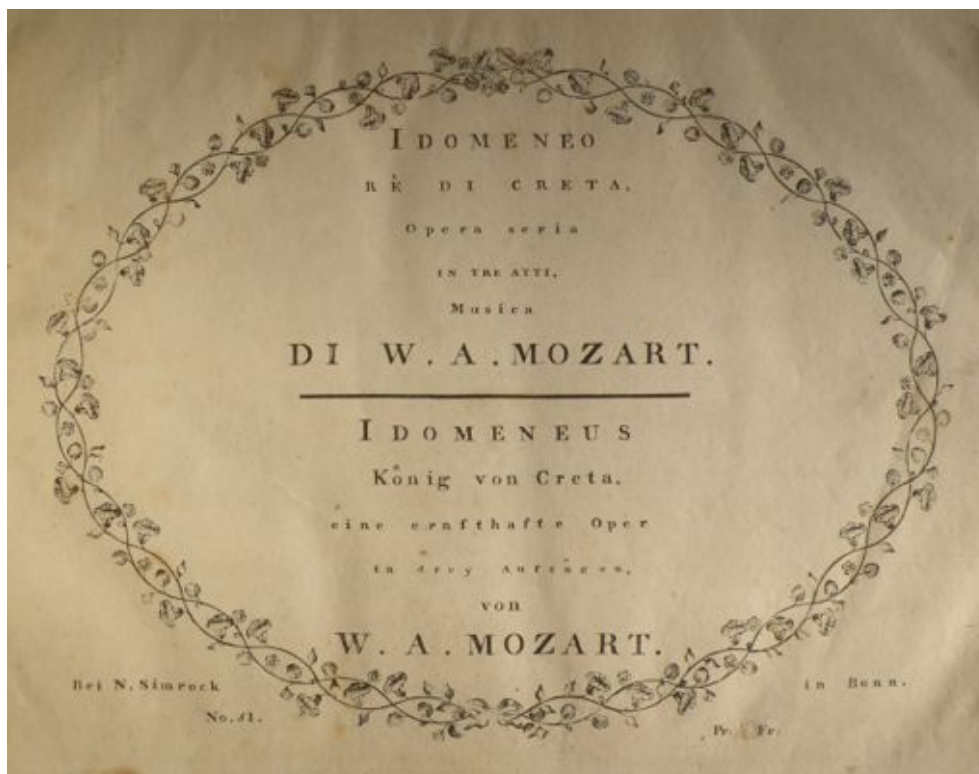 IDOMENEO
RÈ DI CRETA.
Opera seria
IN TRE ATTI,
Musica
DI W. A. MOZART.
IDOMENEUS
König von Creta.
eine ernſthafte Oper
in drey Aufzügen,
von
W. A. MOZART.
Bei N. Simrock in Bonn.
No. 51. Pr: Fr: